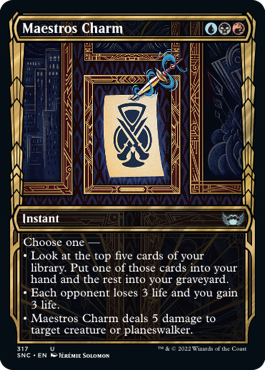 Maestros Charm
Instant
Choose one —
• Look at the top five cards of your
library. Put one of those cards into your
hand and the rest into your graveyard.
• Each opponent loses 3 life and you gain
3 life.
• Maestros Charm deals 5 damage to
target creature or planeswalker.
317 U
SNC • EN JÉRÉMIE SOLOMON
™ & © 2022 Wizards of the Coast